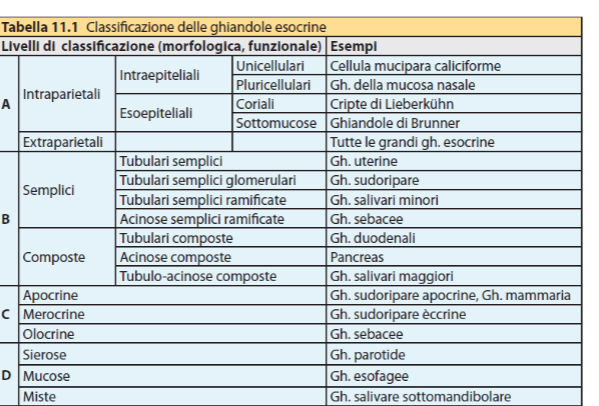 Tabella 11.1 Classificazione delle ghiandole esocrine
Livelli di classificazione (morfologica, funzionale) Esempi
A Intraparietali Intraepiteliali Unicellulari Cellula mucipara caliciforme
Pluricellulari Gh. della mucosa nasale
Esoepiteliali Coriali Cripte di Lieberkühn
Sottomucose Ghiandole di Brunner
Extraparietali Tutte le grandi gh. esocrine
B Semplici Tubulari semplici Gh. uterine
Tubulari semplici glomerulari Gh. sudoripare
Tubulari semplici ramificate Gh. salivari minori
Acinose semplici ramificate Gh. sebacee
Composte Tubulari composte Gh. duodenali
Acinose composte Pancreas
Tubulo-acinose composte Gh. salivari maggiori
C Apocrine Gh. sudoripare apocrine, Gh. mammaria
Merocrine Gh. sudoripare èccrine
Olocrine Gh. sebacee
D Sierose Gh. parotide
Mucose Gh. esofagee
Miste Gh. salivare sottomandibolare